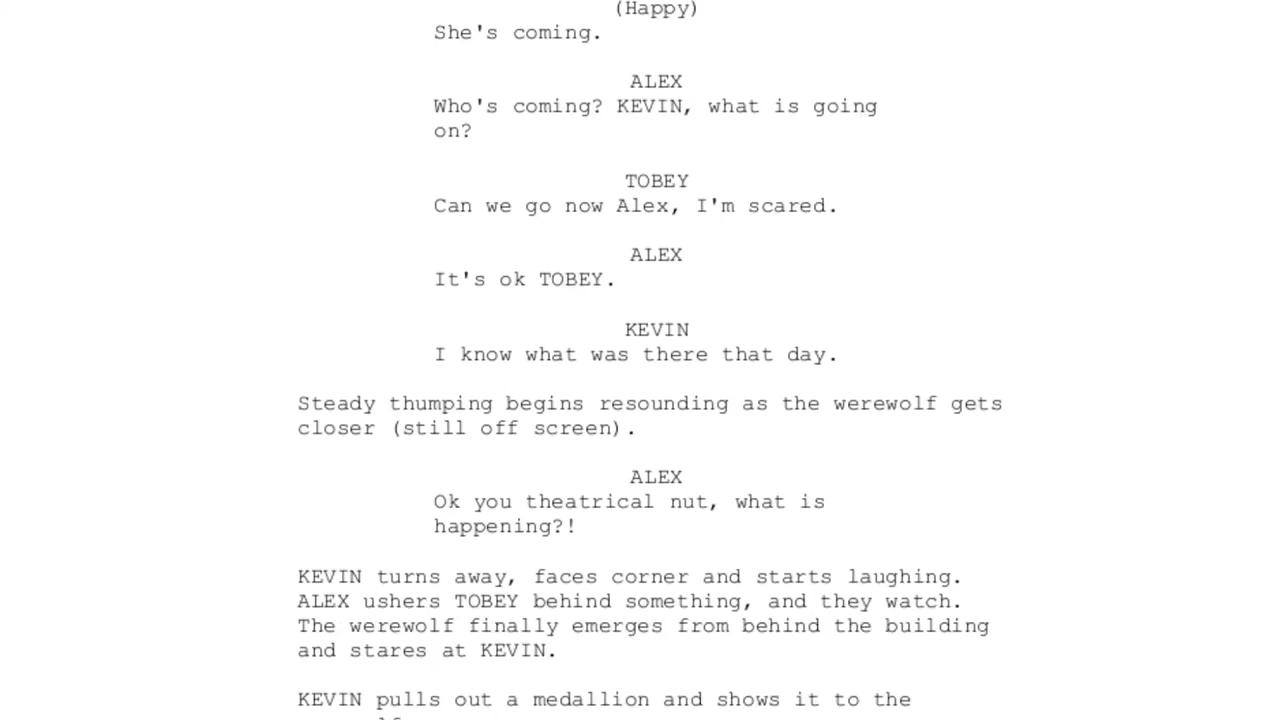 (Happy)
She's coming.
ALEX
Who's coming? KEVIN, what is going
on?
TOBEY
Can we go now Alex, I'm scared.
ALEX
It's ok TOBEY.
KEVIN
I know what was there that day.
Steady thumping begins resounding as the werewolf gets
closer (still off screen).
ALEX
Ok you theatrical nut, what is
happening?!
KEVIN turns away, faces corner and starts laughing.
ALEX ushers TOBEY behind something, and they watch.
The werewolf finally emerges from behind the building
and stares at KEVIN.
KEVIN pulls out a medallion and shows it to the